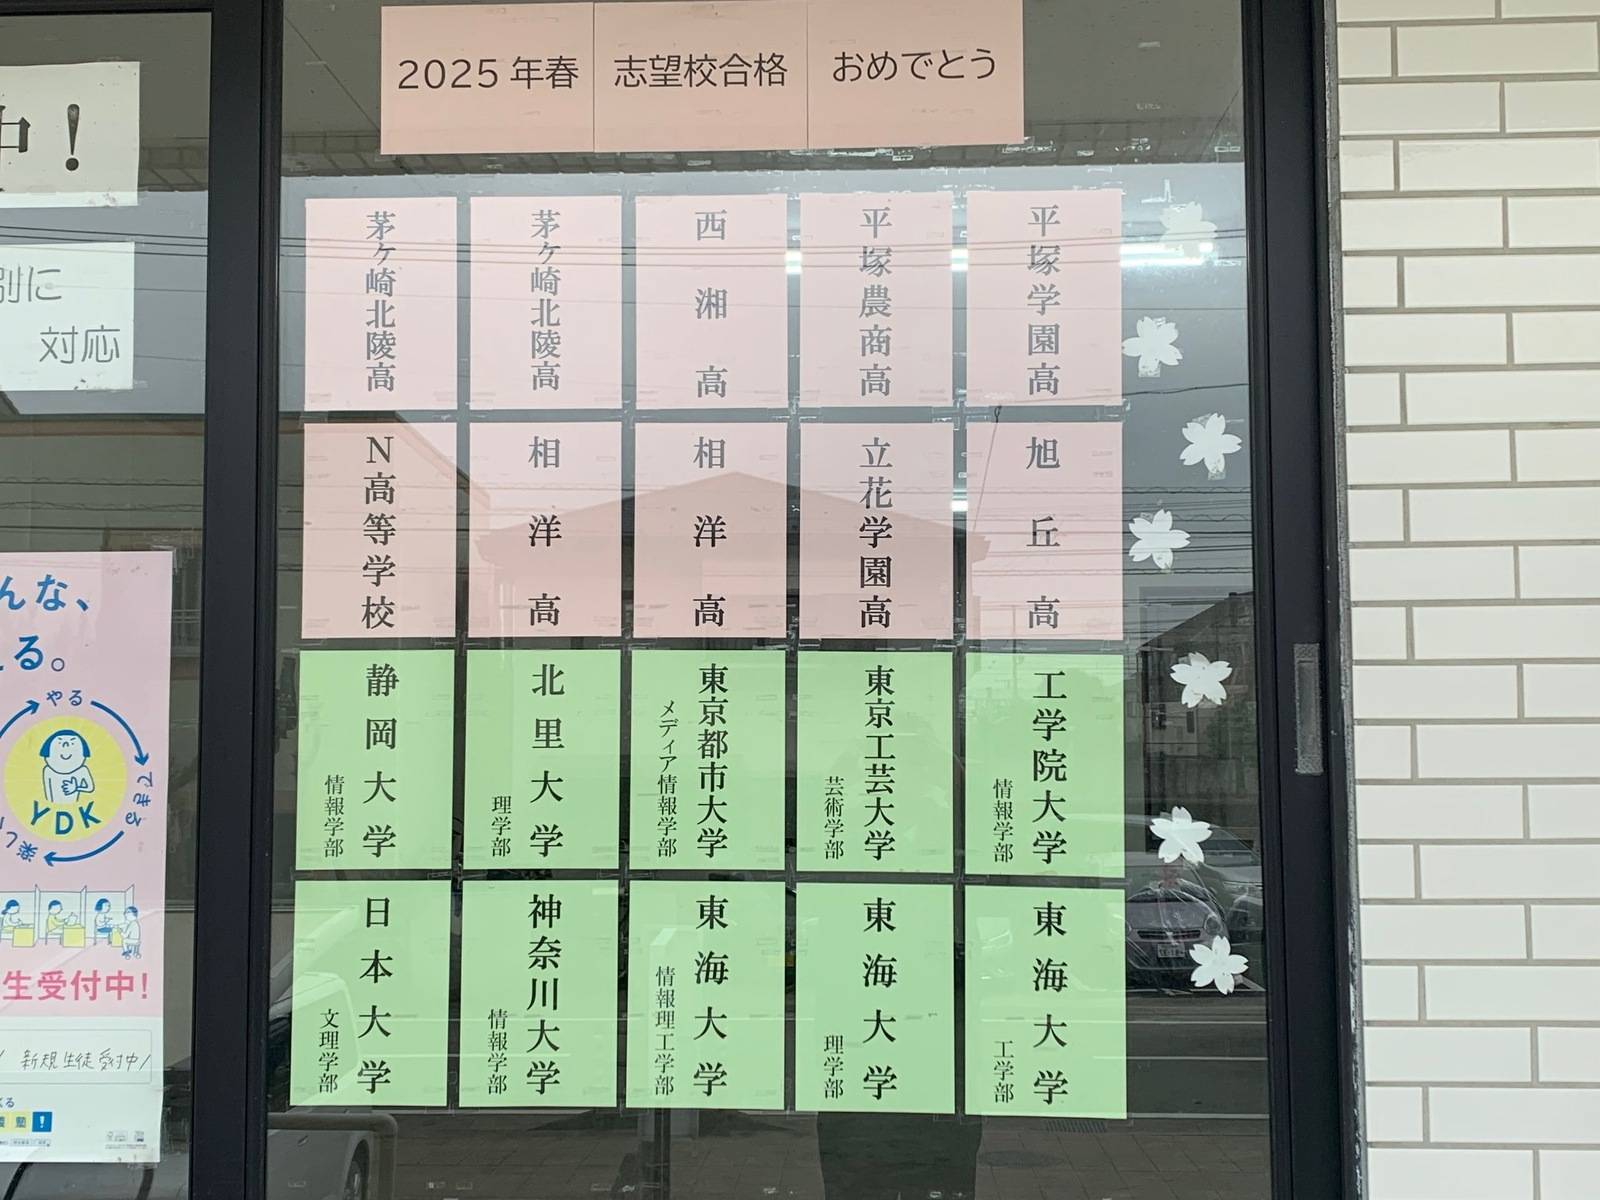 2025年春 志望校合格 おめでとう
平塚学園高
平塚農商高
西湘高
茅ケ崎北陵高
茅ケ崎北陵高
旭丘高
立花学園高
相洋高
相洋高
N高等学校
工学院大学
情報学部
東京工芸大学
芸術学部
東京都市大学
メディア情報学部
北里大学
理学部
静岡大学
情報学部
東海大学
工学部
東海大学
理学部
東海大学
情報理工学部
神奈川大学
情報学部
日本大学
文理学部
中!
別に
対応
んな、
える。
やる
できる
楽し
YDK
生受付中!
新規生徒受付中/
塾!